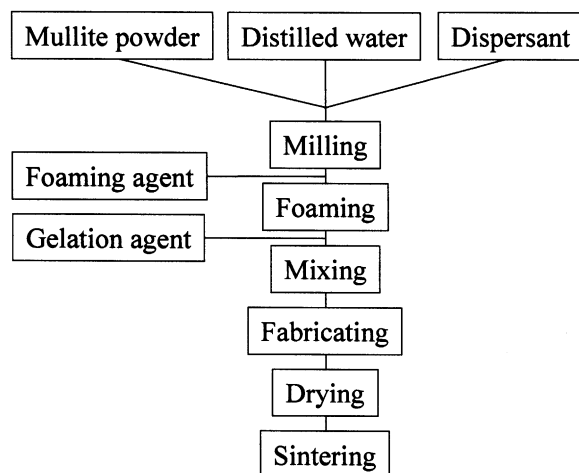 Mullite powder
Distilled water
Dispersant
Milling
Foaming agent
Foaming
Gelation agent
Mixing
Fabricating
Drying
Sintering